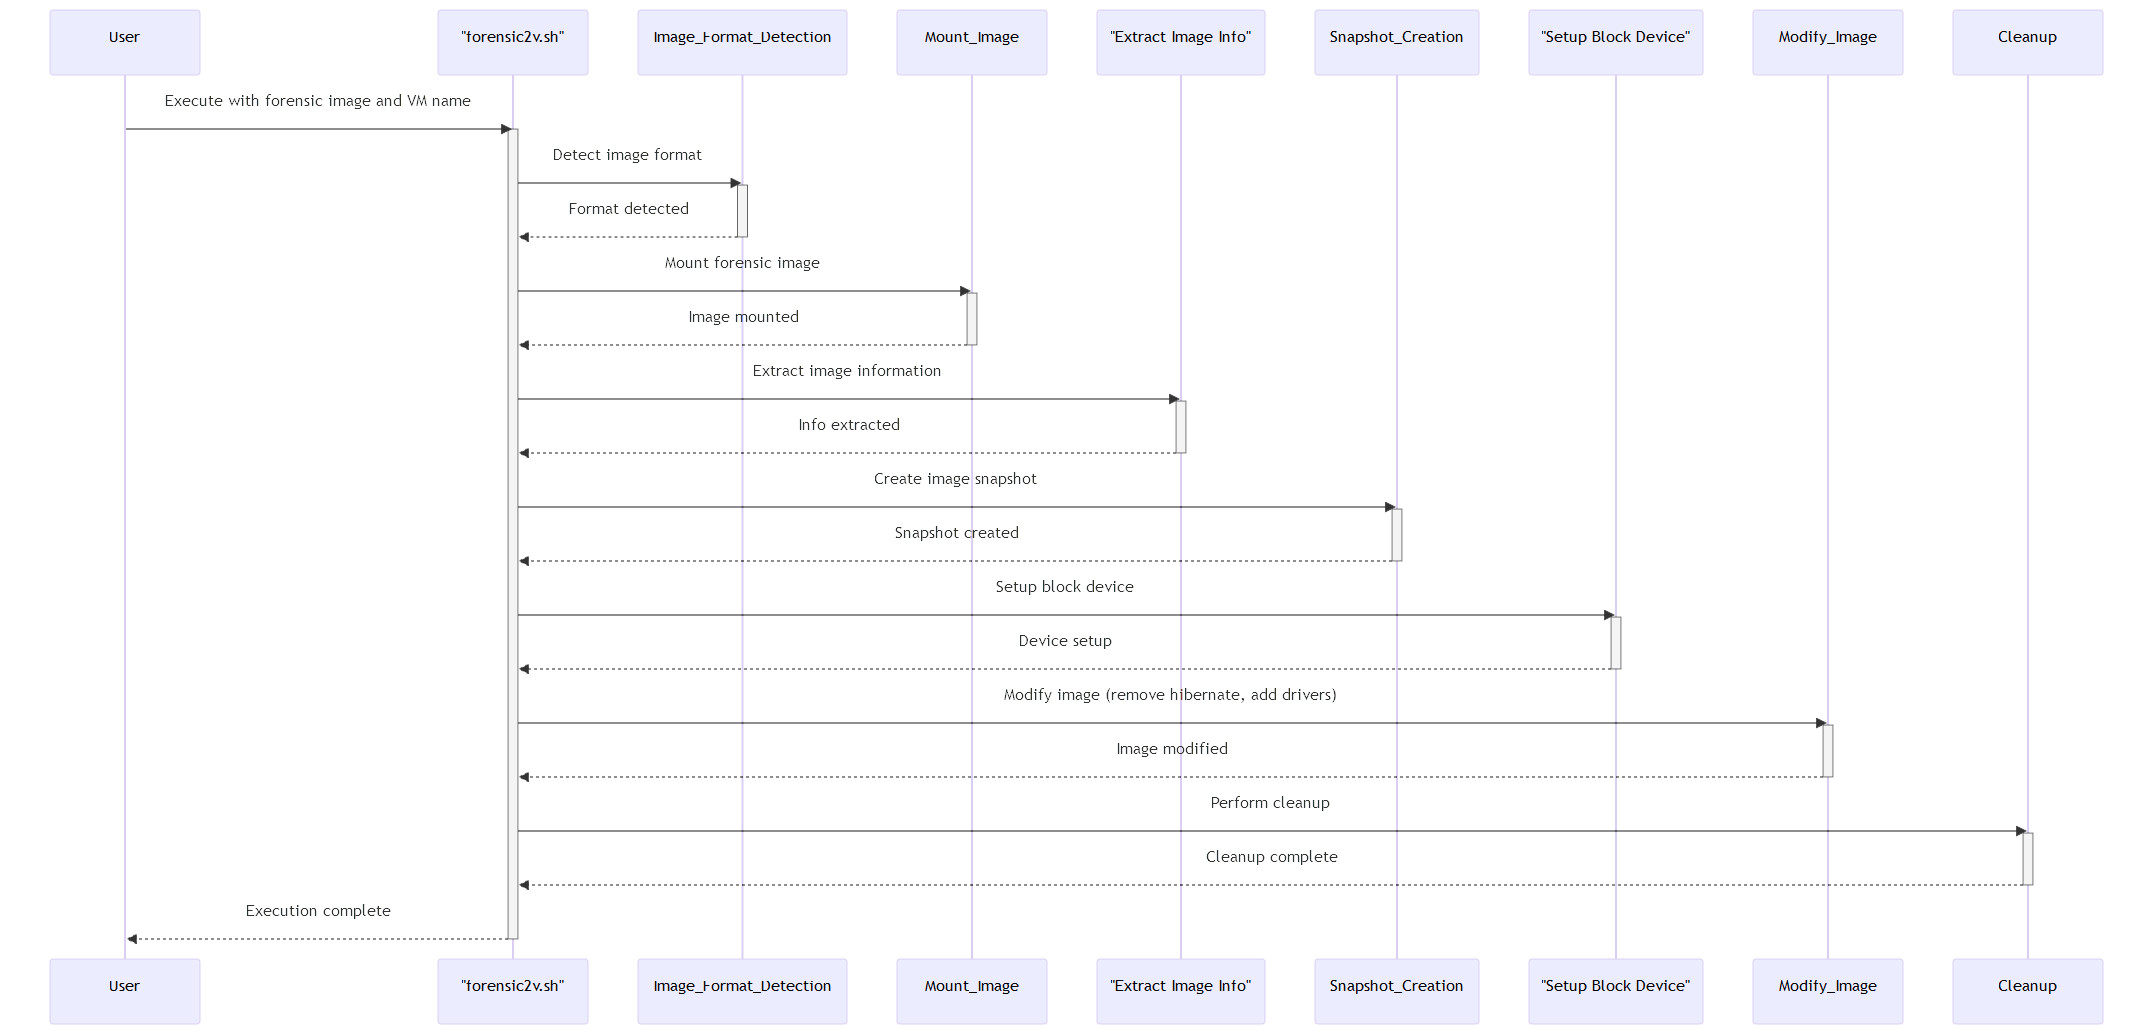 User
"forensic2v.sh"
Image_Format_Detection
Mount_Image
"Extract Image Info"
Snapshot_Creation
"Setup Block Device"
Modify_Image
Cleanup
Execute with forensic image and VM name
Detect image format
Format detected
Mount forensic image
Image mounted
Extract image information
Info extracted
Create image snapshot
Snapshot created
Setup block device
Device setup
Modify image (remove hibernate, add drivers)
Image modified
Perform cleanup
Cleanup complete
Execution complete
User
"forensic2v.sh"
Image_Format_Detection
Mount_Image
"Extract Image Info"
Snapshot_Creation
"Setup Block Device"
Modify_Image
Cleanup